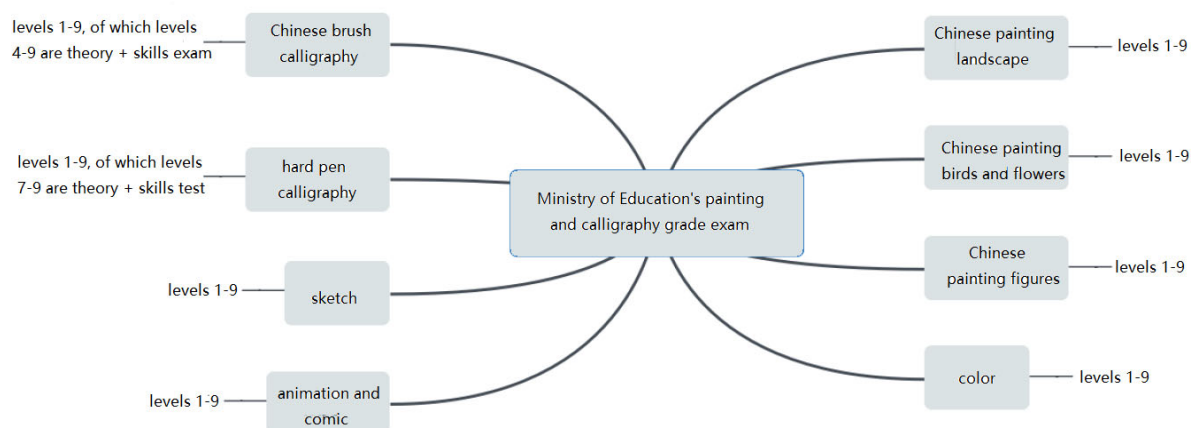 levels 1-9, of which levels
4-9 are theory + skills exam
Chinese brush
calligraphy
levels 1-9, of which levels
7-9 are theory + skills test
hard pen
calligraphy
levels 1-9
sketch
levels 1-9
animation and
comic
Ministry of Education's painting
and calligraphy grade exam
Chinese painting
landscape
levels 1-9
Chinese painting
birds and flowers
levels 1-9
Chinese
painting figures
levels 1-9
color
levels 1-9